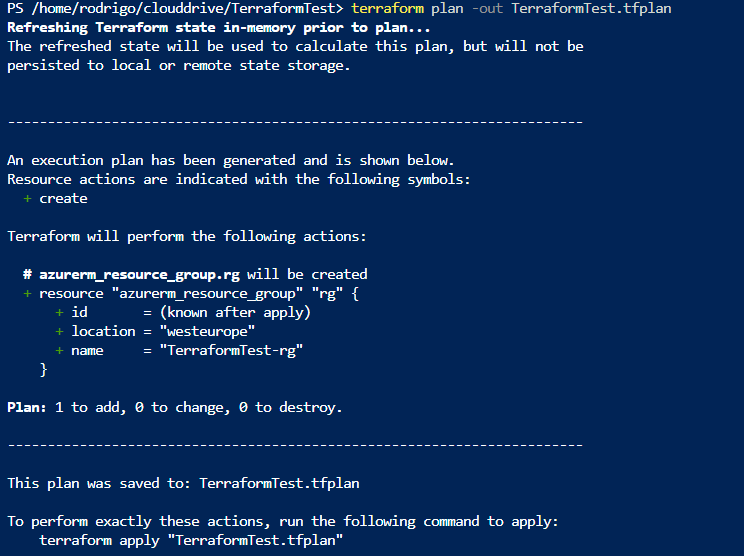 PS /home/rodrigo/clouddrive/TerraformTest> terraform plan -out TerraformTest.tfplan
Refreshing Terraform state in-memory prior to plan...
The refreshed state will be used to calculate this plan, but will not be
persisted to local or remote state storage.
------------------------------------------------------------------------
An execution plan has been generated and is shown below.
Resource actions are indicated with the following symbols:
  + create
Terraform will perform the following actions:
  # azurerm_resource_group.rg will be created
  + resource "azurerm_resource_group" "rg" {
      + id       = (known after apply)
      + location = "westeurope"
      + name     = "TerraformTest-rg"
    }
Plan: 1 to add, 0 to change, 0 to destroy.
------------------------------------------------------------------------
This plan was saved to: TerraformTest.tfplan
To perform exactly these actions, run the following command to apply:
    terraform apply "TerraformTest.tfplan"